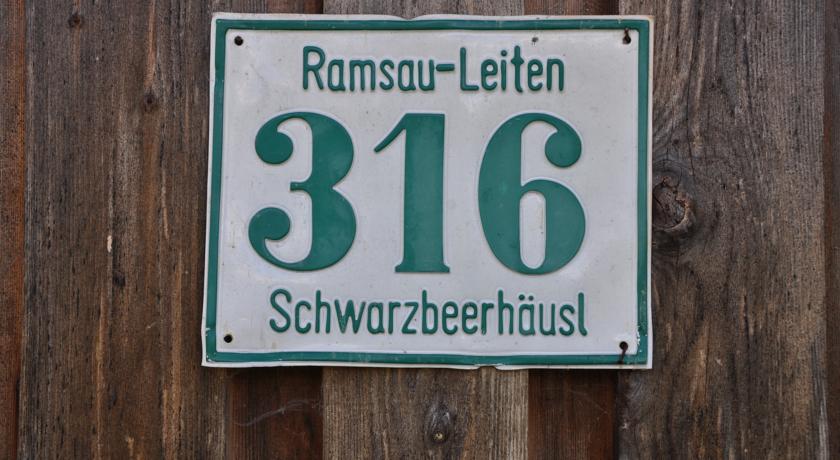 Ramsau-Leiten
316
Schwarzbeerhäusl